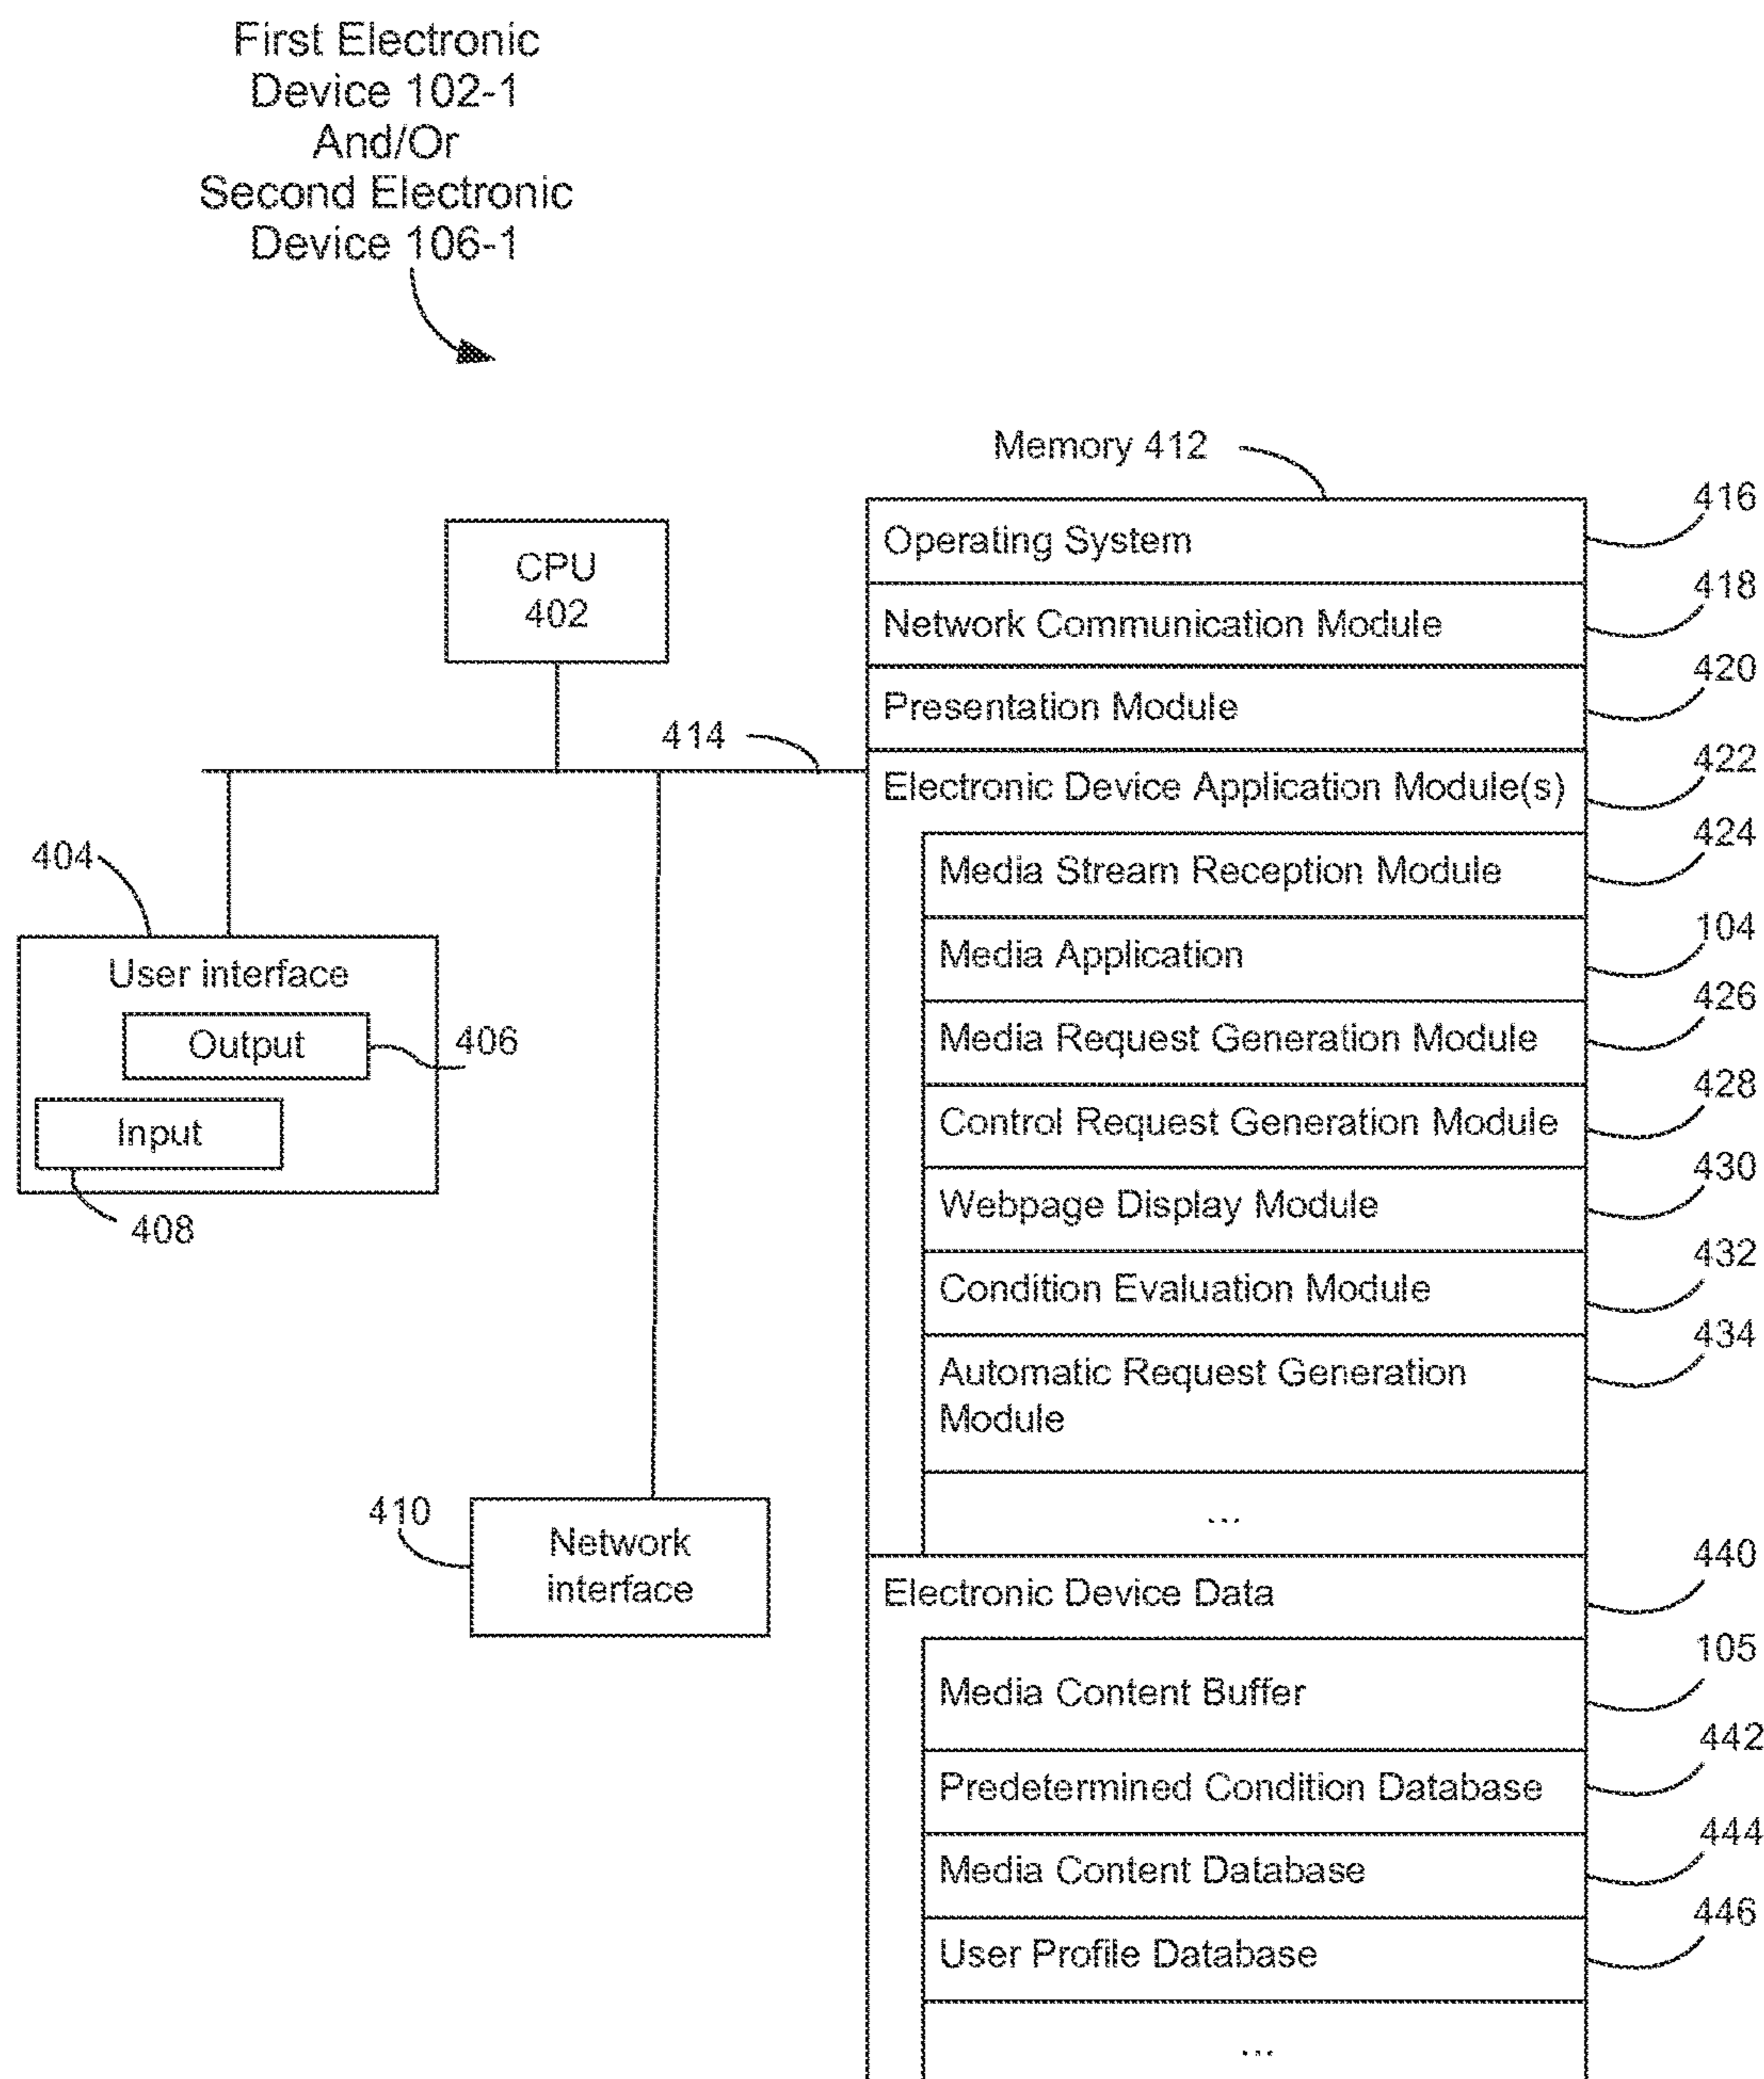 First Electronic
Device 102-1
And/Or
Second Electronic
Device 106-1
Memory 412
CPU
402
414
404
User interface
Output
406
Input
408
410
Network
interface
Operating System
416
Network Communication Module
418
Presentation Module
420
Electronic Device Application Module(s)
422
Media Stream Reception Module
424
Media Application
104
Media Request Generation Module
426
Control Request Generation Module
428
Webpage Display Module
430
Condition Evaluation Module
432
Automatic Request Generation
Module
434
...
Electronic Device Data
440
Media Content Buffer
105
Predetermined Condition Database
442
Media Content Database
444
User Profile Database
446
...